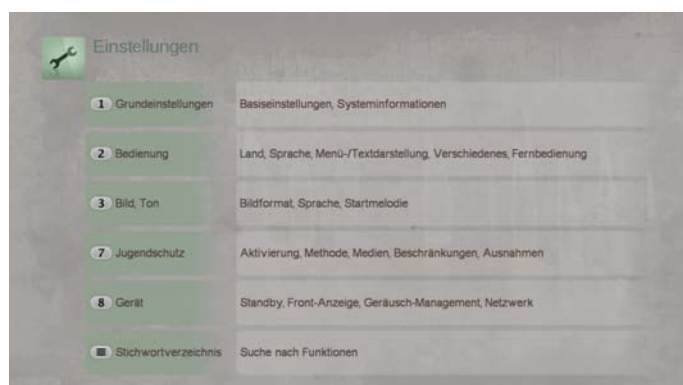 Einstellungen
1 Grundeinstellungen Basiseinstellungen, Systeminformationen
2 Bedienung Land, Sprache, Menü-/Textdarstellung, Verschiedenes, Fernbedienung
3 Bild, Ton Bildformat, Sprache, Startmelodie
7 Jugendschutz Aktivierung, Methode, Medien, Beschränkungen, Ausnahmen
8 Gerät Standby, Front-Anzeige, Geräusch-Management, Netzwerk
Stichwortverzeichnis Suche nach Funktionen